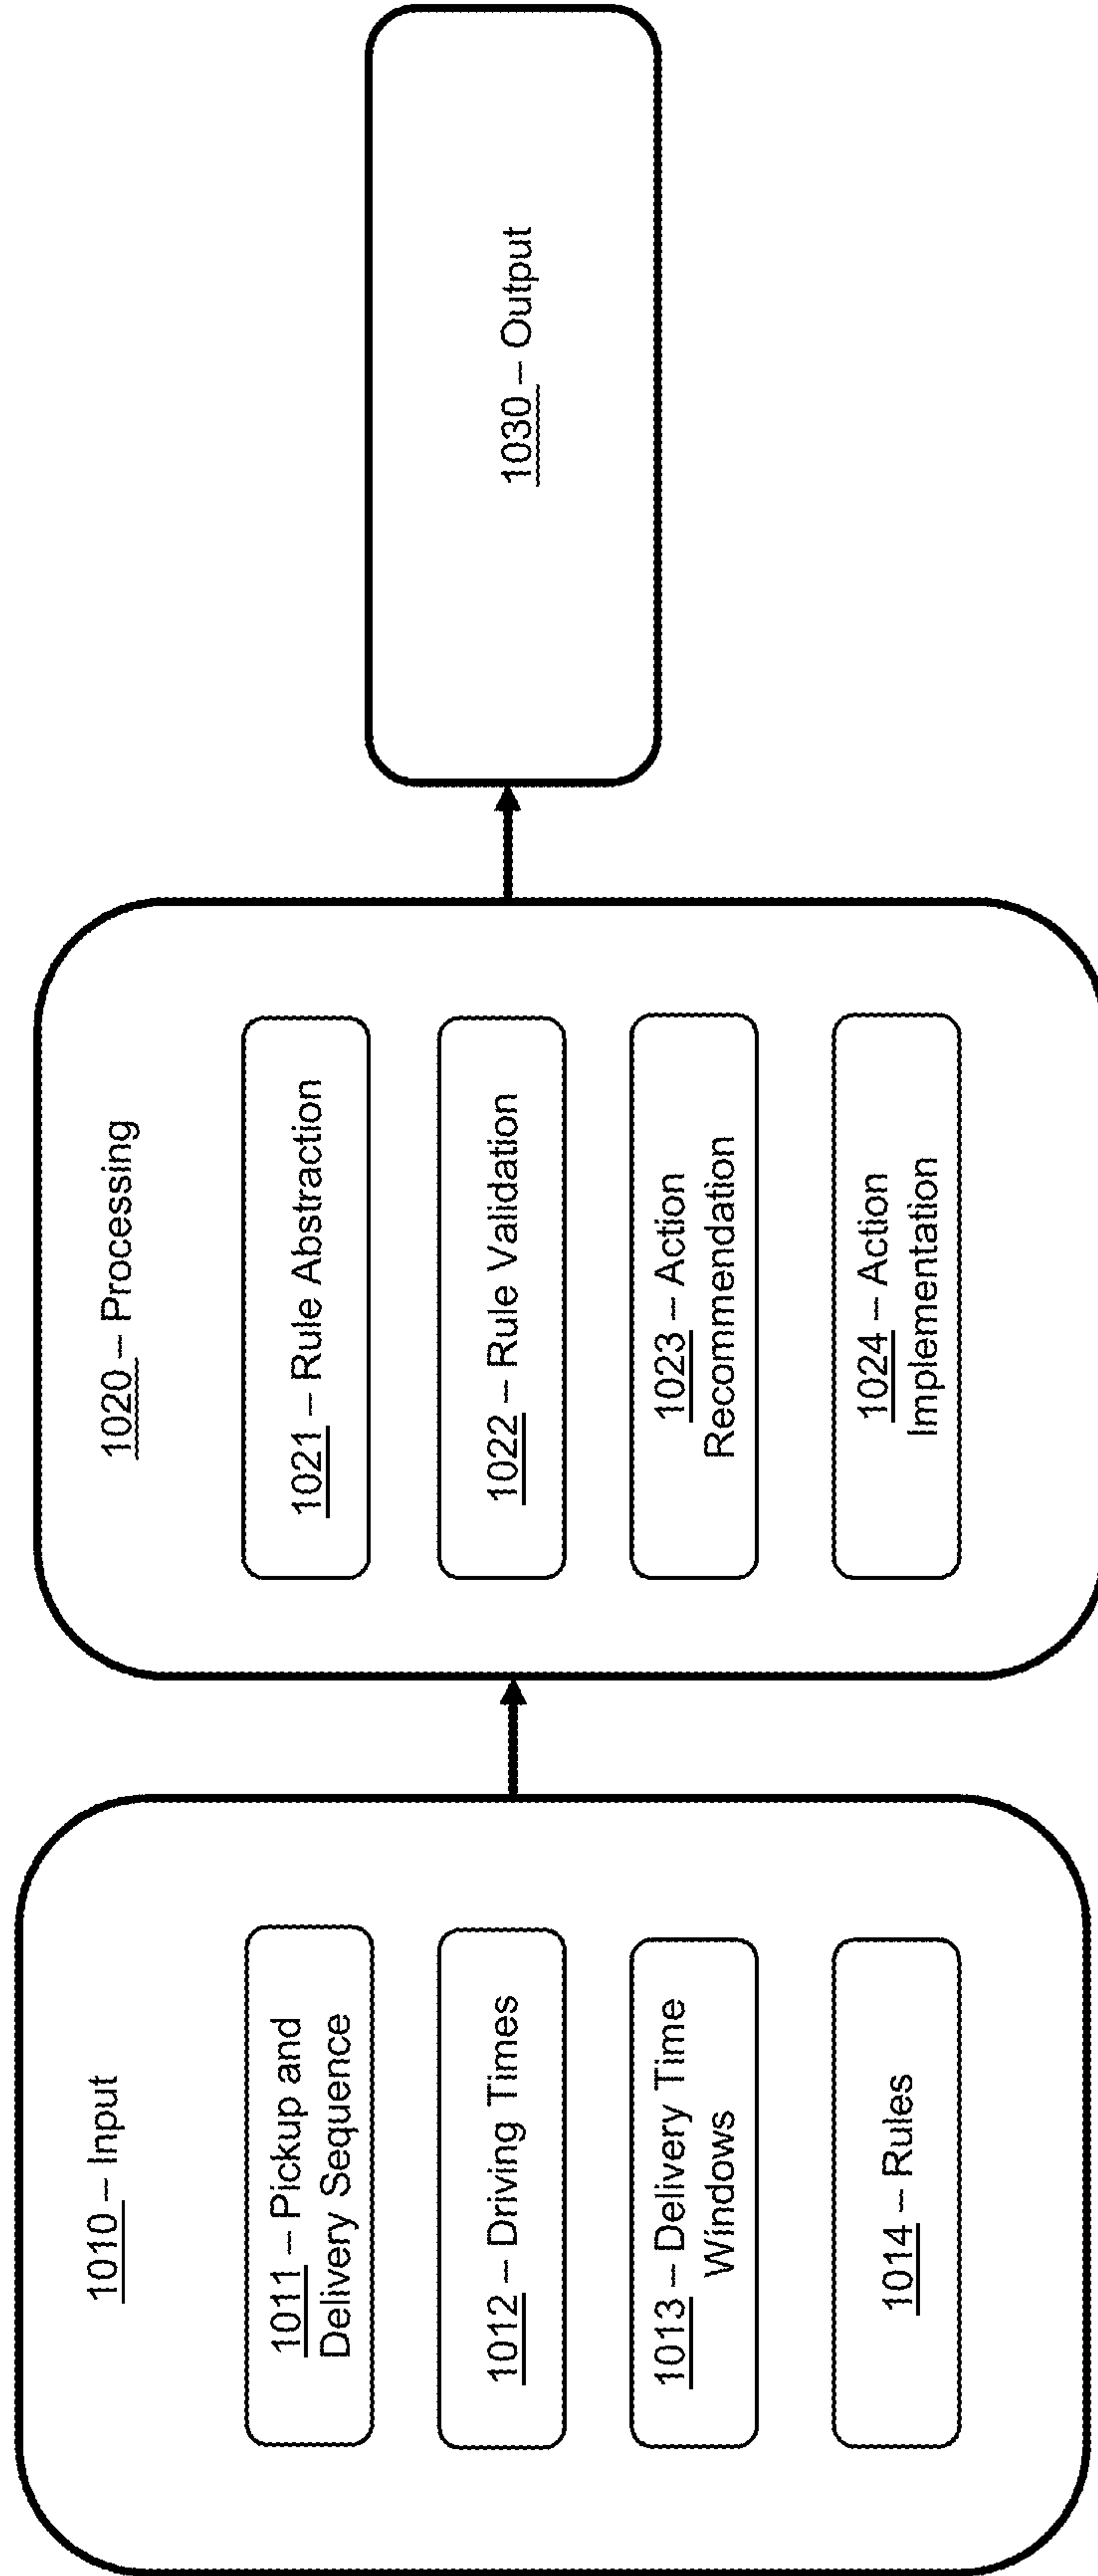 1010 – Input
1011 – Pickup and
Delivery Sequence
1012 – Driving Times
1013 – Delivery Time
Windows
1014 – Rules
1020 – Processing
1021 – Rule Abstraction
1022 – Rule Validation
1023 – Action
Recommendation
1024 – Action
Implementation
1030 – Output